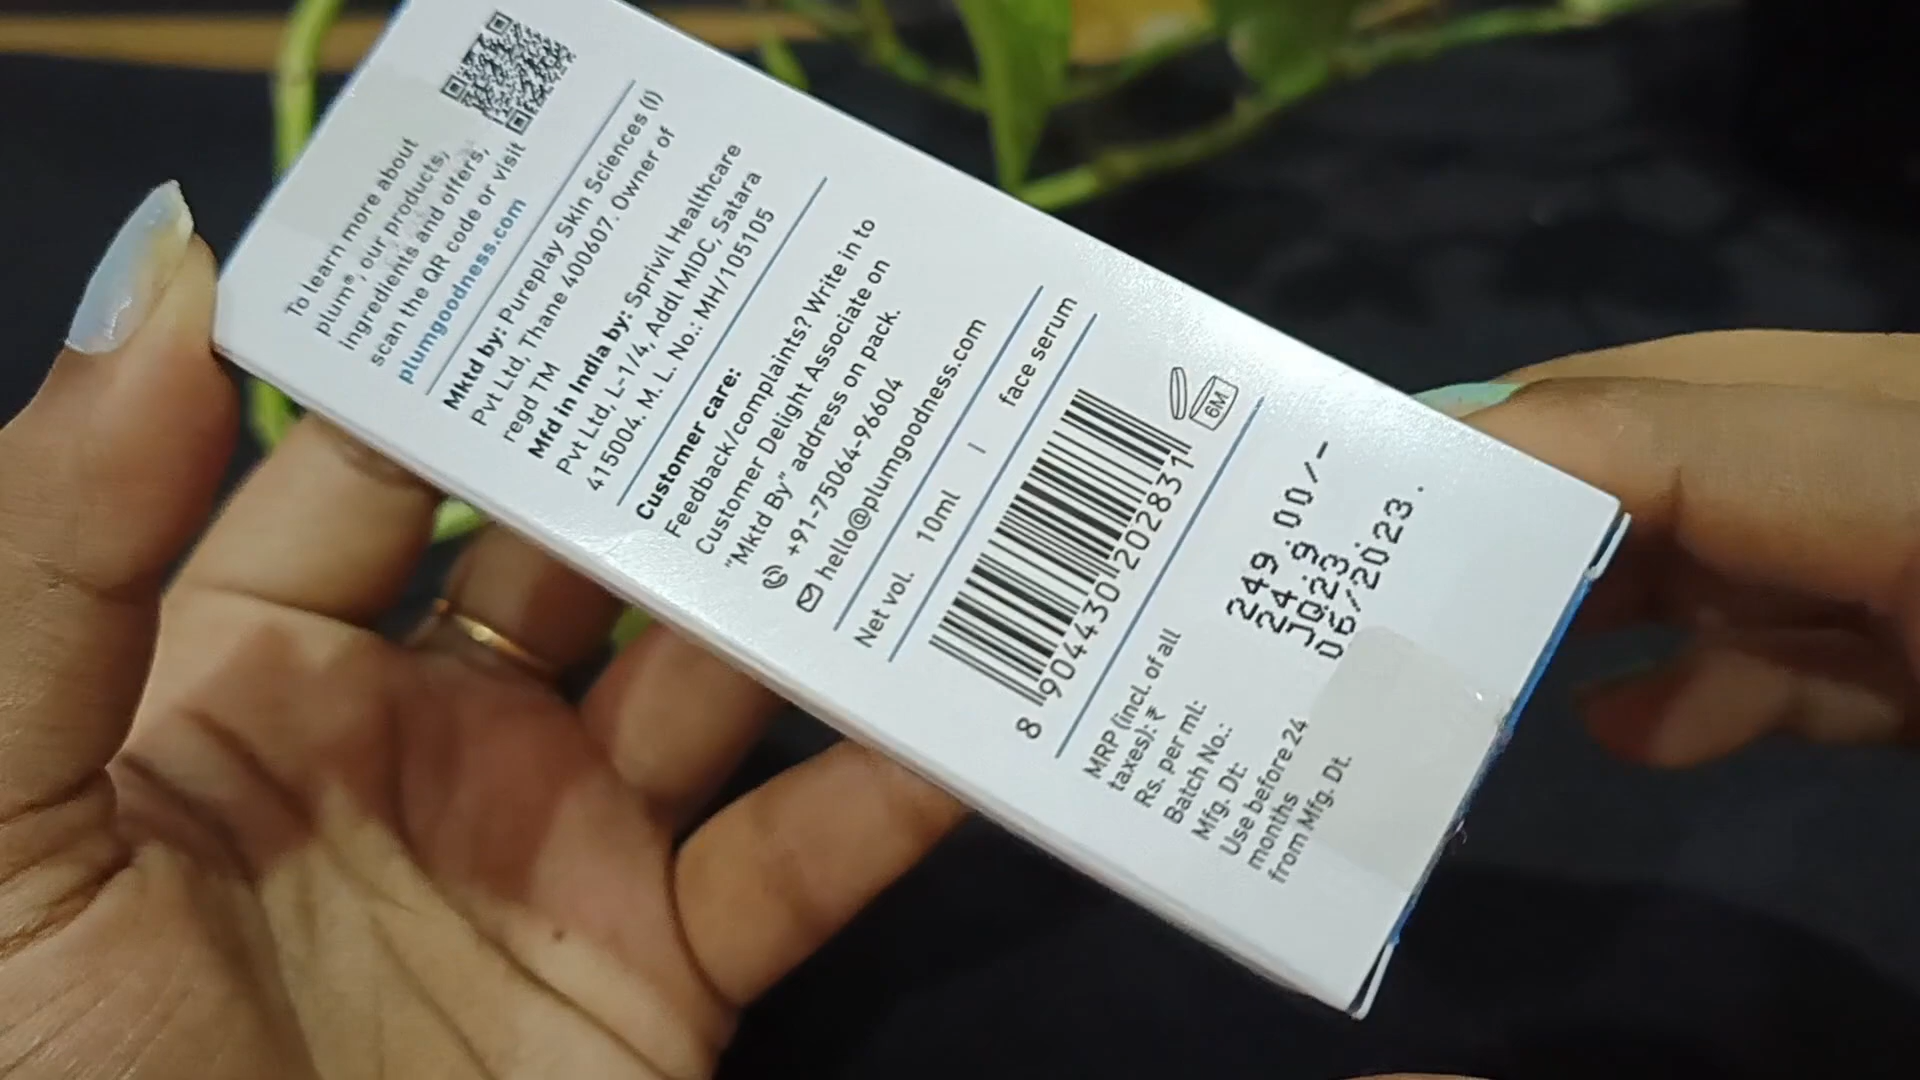 To learn more about
plum®, our products,
ingredients and offers,
scan the QR code or visit
plumgoodness.com
Mktd by: Pureplay Skin Sciences (I)
Pvt Ltd, Thane 400607. Owner of
regd TM
Mfd in India by: Sprivil Healthcare
Pvt Ltd, L-1/4, Addl MIDC, Satara
415004. M. L. No.: MH/105105
Customer care:
Feedback/complaints? Write in to
Customer Delight Associate on
"Mktd By" address on pack.
+91-75064-96604
hello@plumgoodness.com
Net vol. 10ml | face serum
8 904430 202831
6M
MRP (incl. of all
taxes): ₹ 249.00/-
Rs. per ml: 24.9
Batch No.: JQ23
Mfg. Dt: 06/2023.
Use before 24
months
from Mfg. Dt.